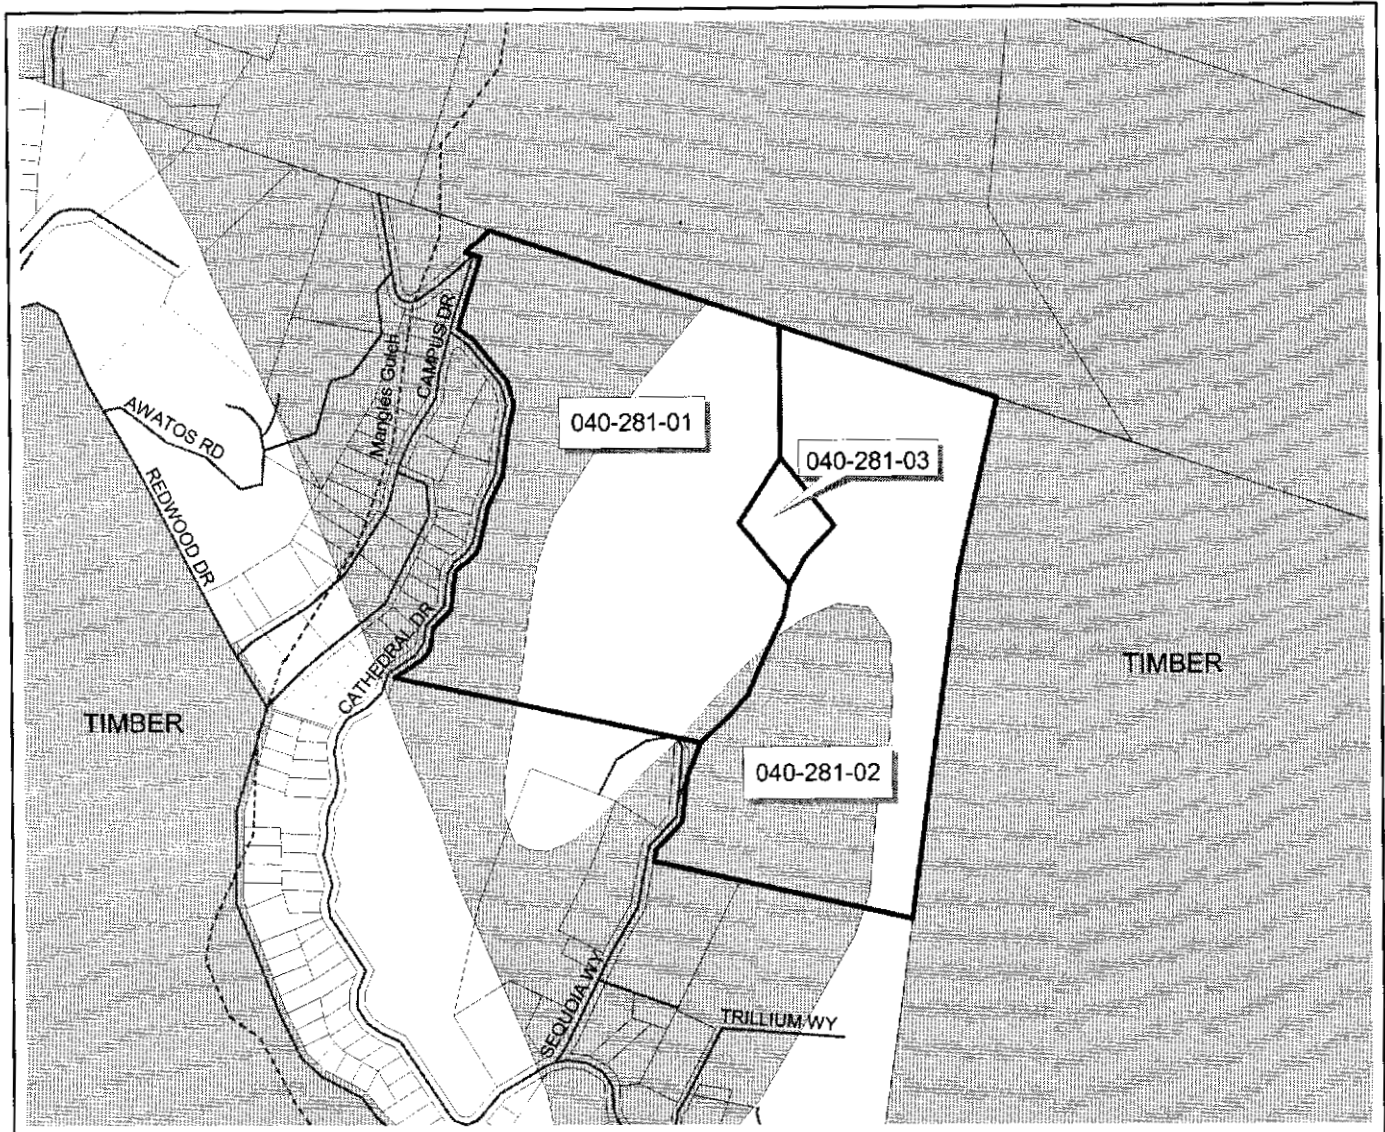 Mangles Gulch
CAMPUS DR
040-281-01
AWATOS RD
040-281-03
REDWOOD DR
CATHEDRAL DR
TIMBER
TIMBER
040-281-02
SEQUOIA WY
TRILLIUM WY